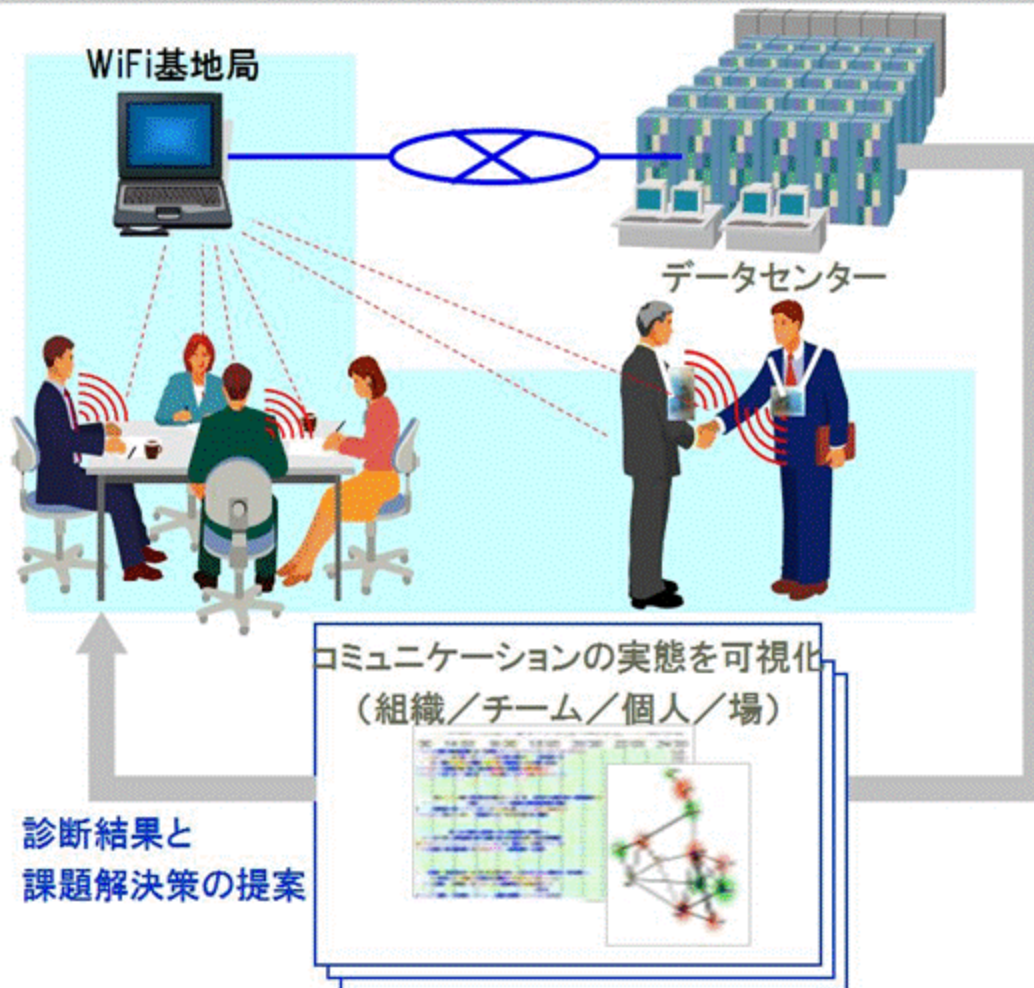 WiFi基地局
データセンター
コミュニケーションの実態を可視化
（組織／チーム／個人／場）
診断結果と
課題解決策の提案